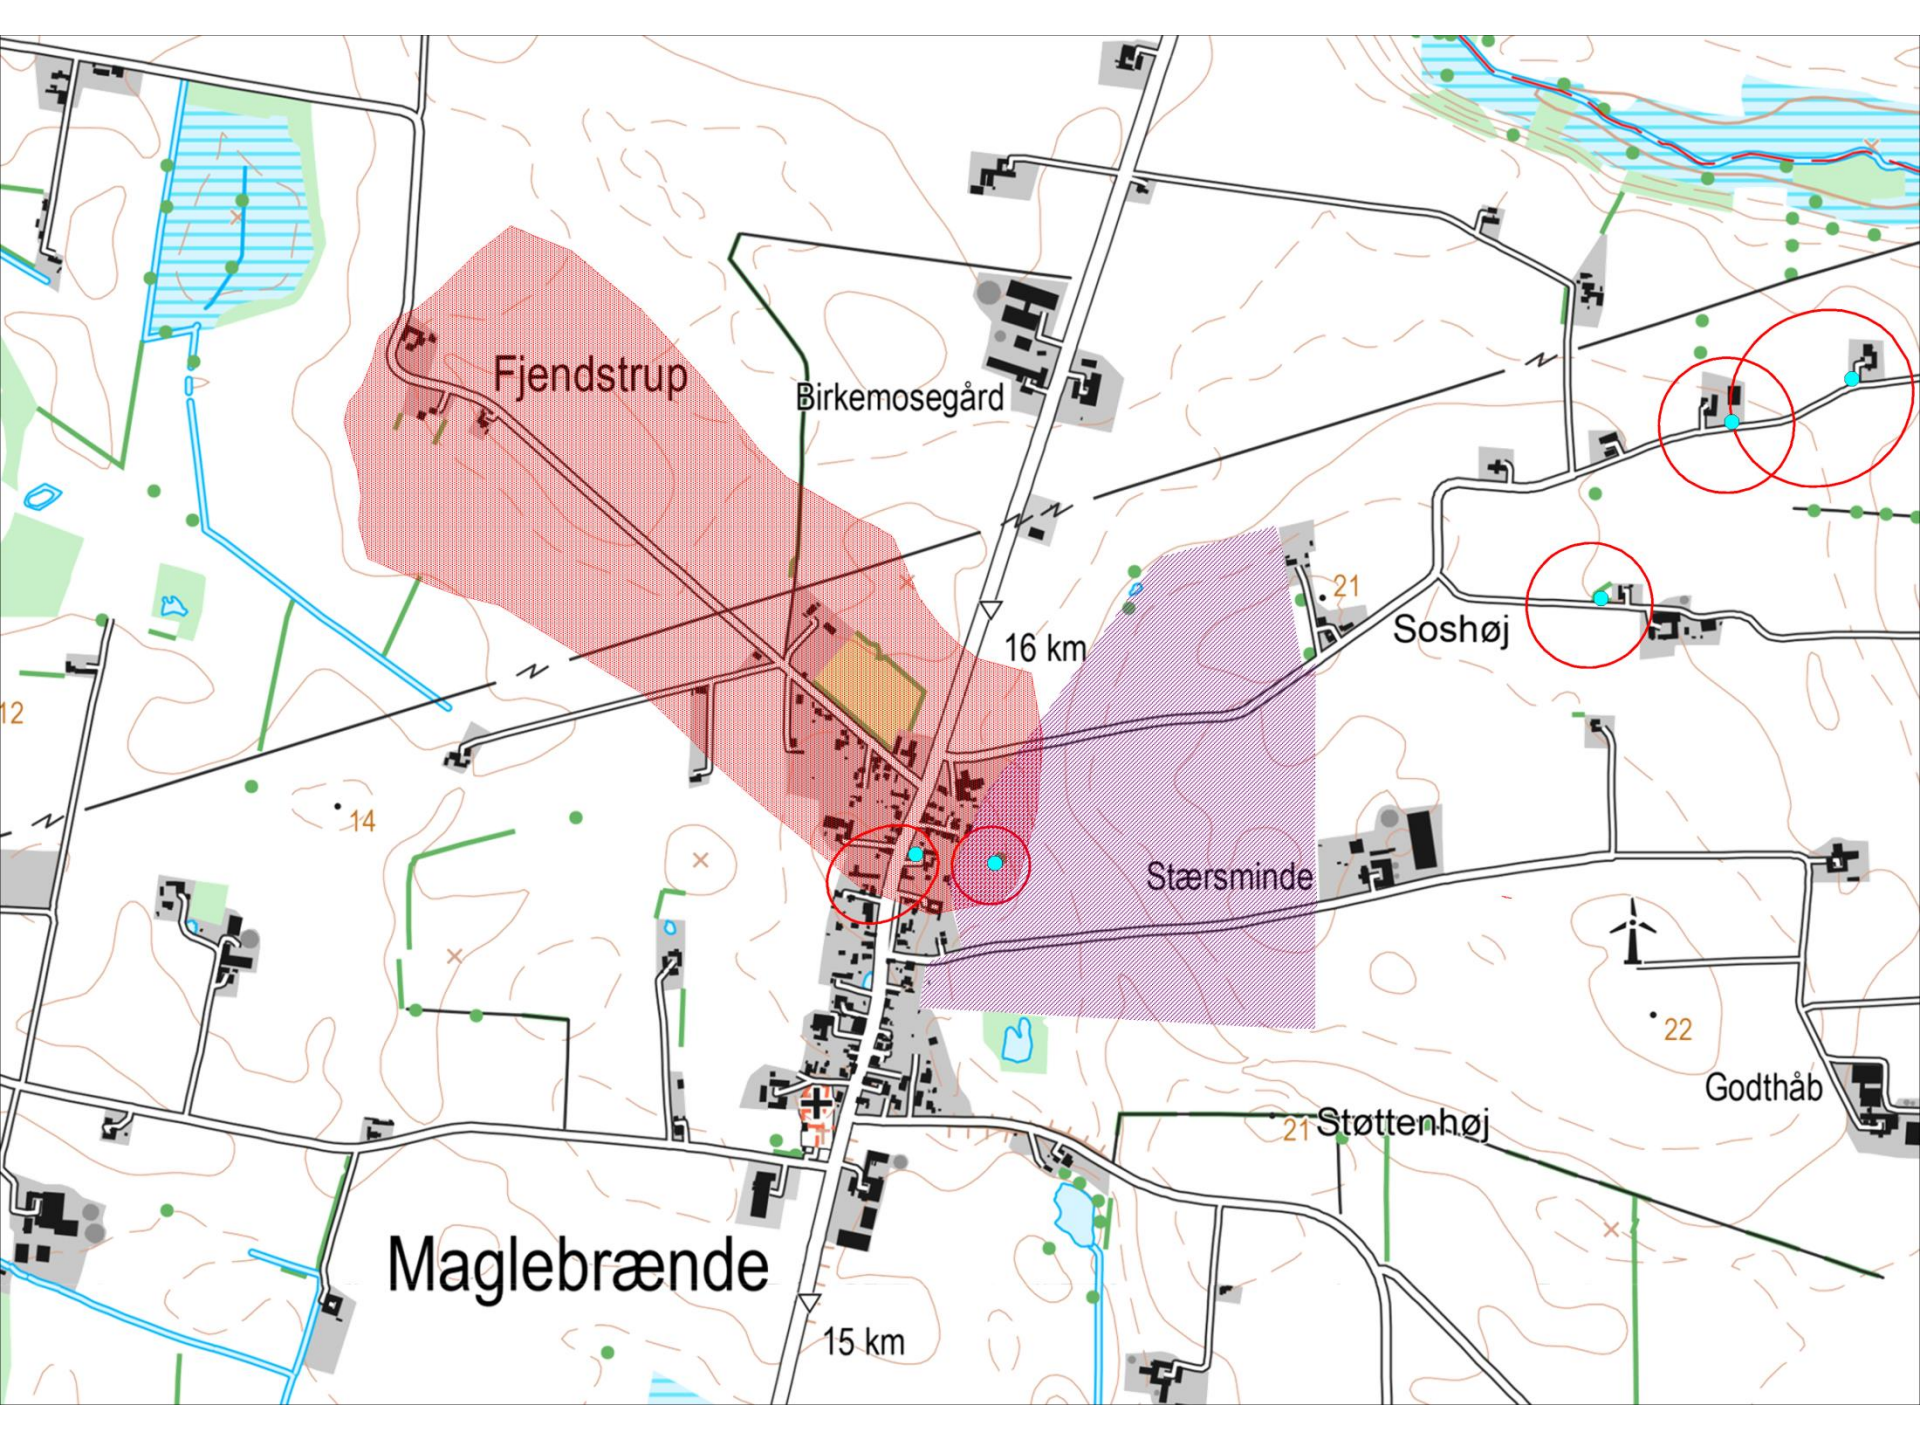 Fjendstrup
Birkemosegård
21
16 km
Soshøj
12
14
Stærsminde
22
Godthåb
21
Støttenhøj
Maglebrænde
15 km